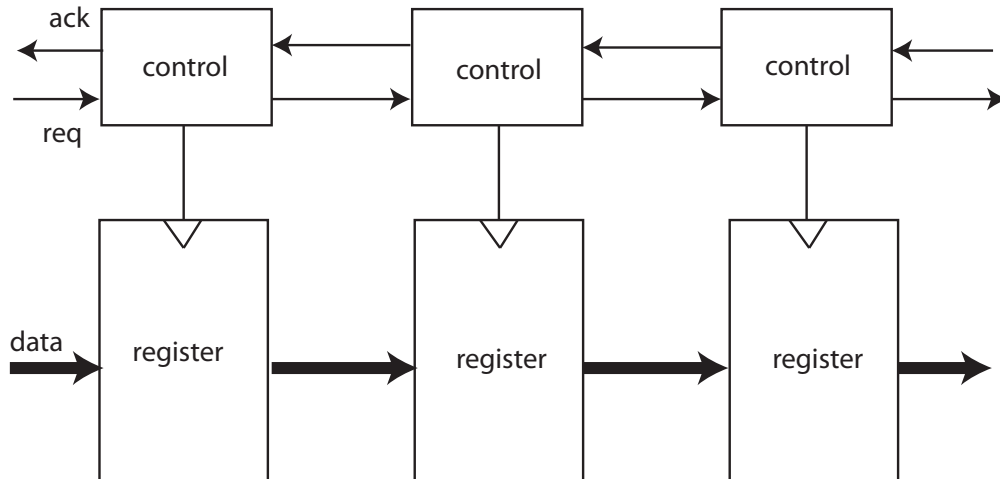 ack
control
control
control
req
data
register
register
register